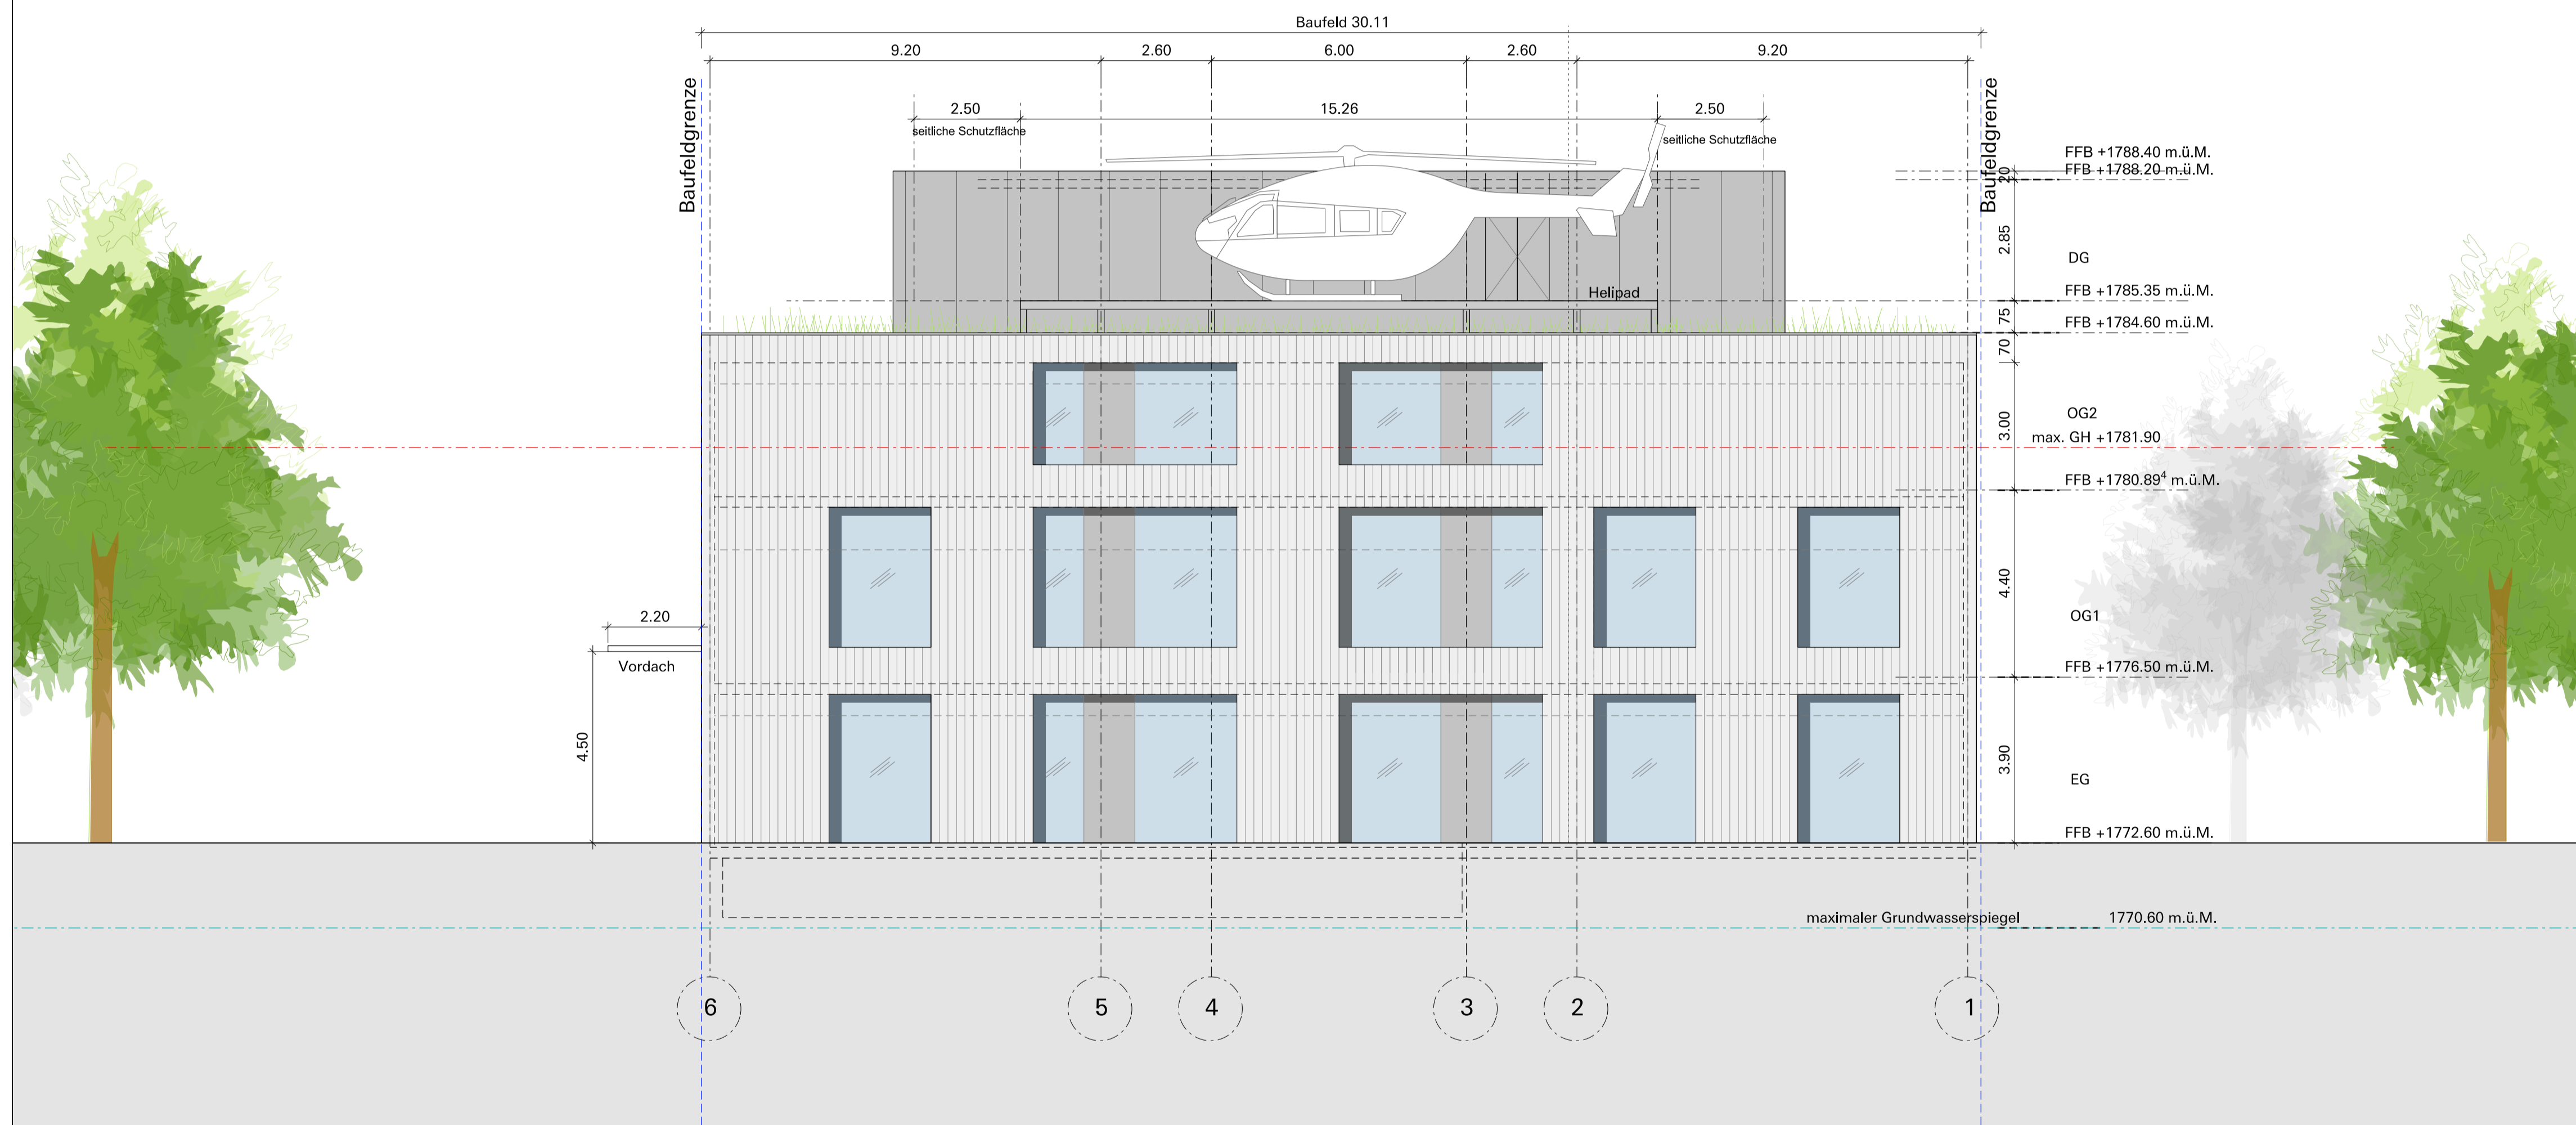 Baufeld 30.11
9.20
2.60
6.00
2.60
9.20
Baufeldgrenze
Baufeldgrenze
2.50
15.26
2.50
seitliche Schutzfläche
seitliche Schutzfläche
FFB +1788.40 m.ü.M.
FFB +1788.20 m.ü.M.
20
2.85
DG
Helipad
FFB +1785.35 m.ü.M.
75
FFB +1784.60 m.ü.M.
70
OG2
3.00
max. GH +1781.90
FFB +1780.89⁴ m.ü.M.
4.40
OG1
2.20
Vordach
FFB +1776.50 m.ü.M.
4.50
3.90
EG
FFB +1772.60 m.ü.M.
maximaler Grundwasserspiegel 1770.60 m.ü.M.
6 5 4 3 2 1